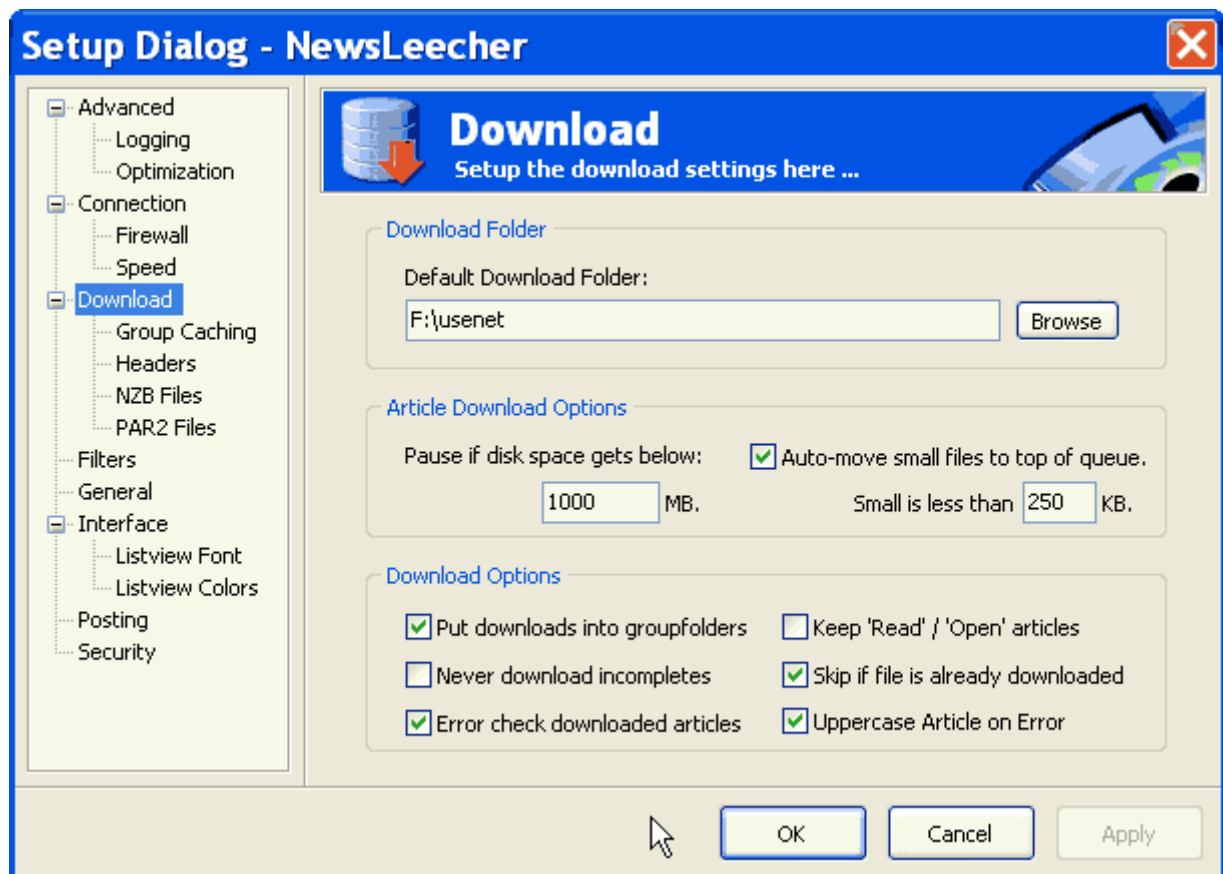 Setup Dialog - NewsLeecher
Advanced
Logging
Optimization
Connection
Firewall
Speed
Download
Group Caching
Headers
NZB Files
PAR2 Files
Filters
General
Interface
Listview Font
Listview Colors
Posting
Security
Download
Setup the download settings here ...
Download Folder
Default Download Folder:
F:\usenet
Browse
Article Download Options
Pause if disk space gets below:
1000 MB.
Auto-move small files to top of queue.
Small is less than 250 KB.
Download Options
Put downloads into groupfolders
Keep 'Read' / 'Open' articles
Never download incompletes
Skip if file is already downloaded
Error check downloaded articles
Uppercase Article on Error
OK
Cancel
Apply